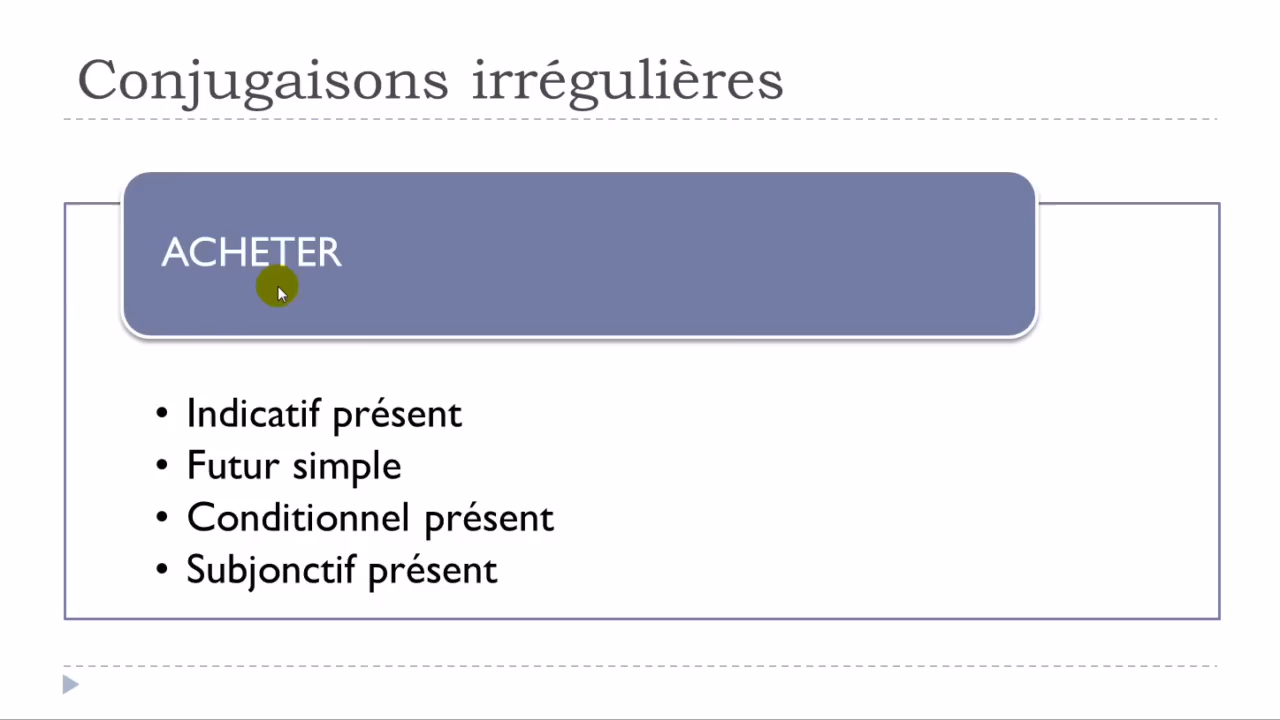 Conjugaisons irrégulières
ACHETER
• Indicatif présent
• Futur simple
• Conditionnel présent
• Subjonctif présent